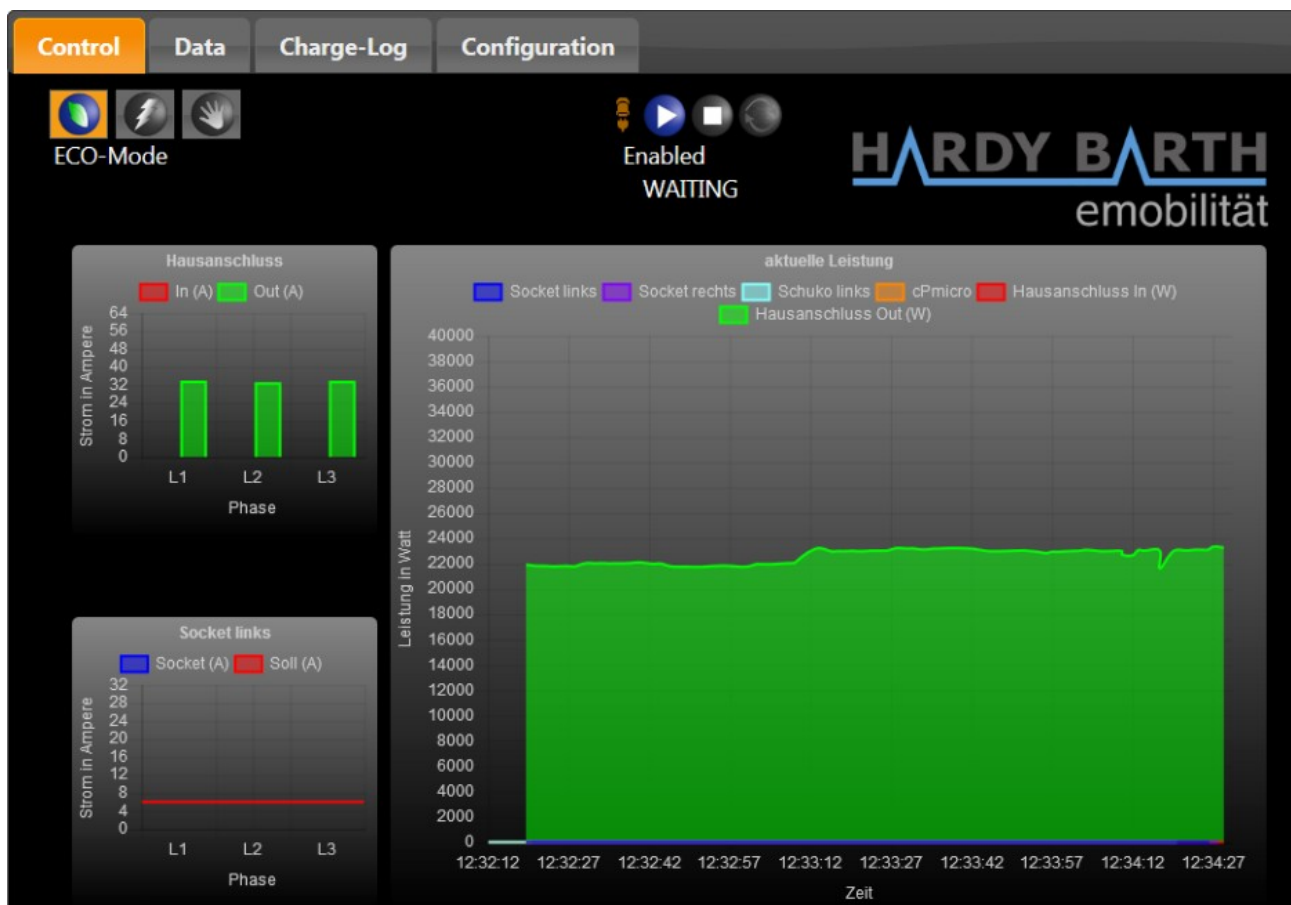 Control Data Charge-Log Configuration
ECO-Mode
Enabled
WAITING
HARDY BARTH
emobilität
Hausanschluss
In (A) Out (A)
Strom in Ampere
64
56
48
40
32
24
16
8
0
L1 L2 L3
Phase
Socket links
Socket (A) Soll (A)
Strom in Ampere
32
28
24
20
16
12
8
4
0
L1 L2 L3
Phase
aktuelle Leistung
Socket links Socket rechts Schuko links cPmicro Hausanschluss In (W)
Hausanschluss Out (W)
Leistung in Watt
40000
38000
36000
34000
32000
30000
28000
26000
24000
22000
20000
18000
16000
14000
12000
10000
8000
6000
4000
2000
0
12:32:12 12:32:27 12:32:42 12:32:57 12:33:12 12:33:27 12:33:42 12:33:57 12:34:12 12:34:27
Zeit